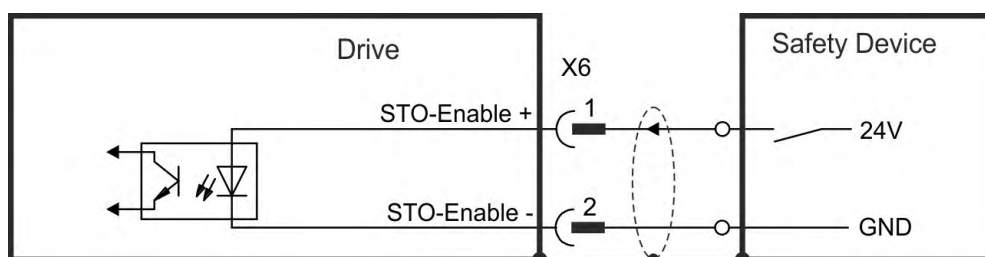 Drive
Safety Device
X6
STO-Enable +
1
24V
STO-Enable -
2
GND